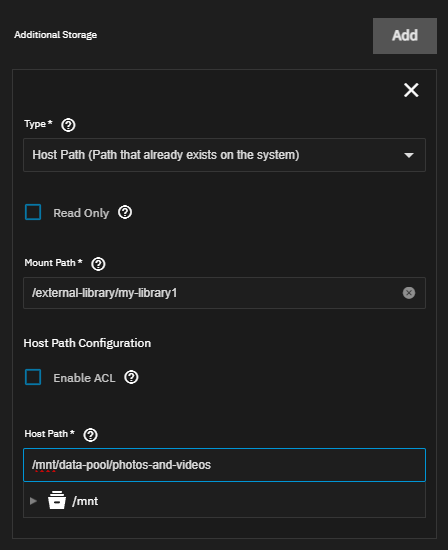 Additional Storage
Add
Type *
Host Path (Path that already exists on the system)
Read Only
Mount Path *
/external-library/my-library1
Host Path Configuration
Enable ACL
Host Path *
/mnt/data-pool/photos-and-videos
/mnt